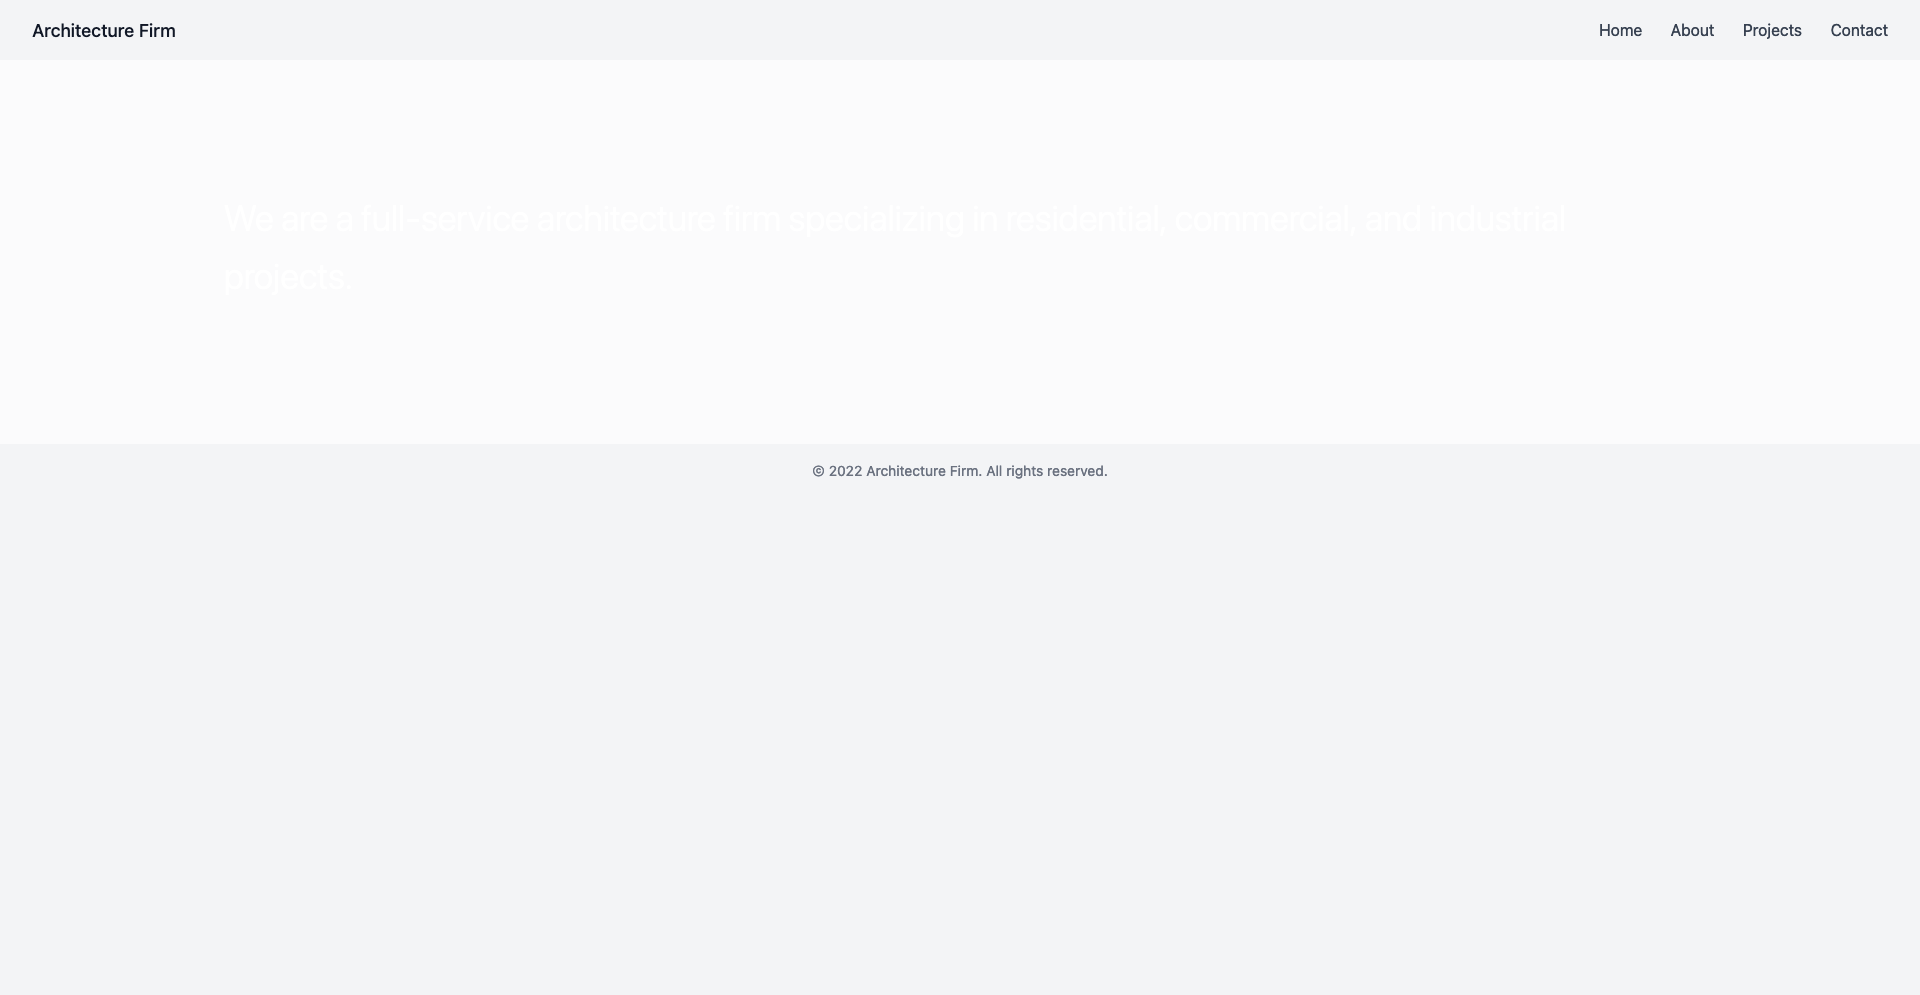 Architecture Firm
Home About Projects Contact
We are a full-service architecture firm specializing in residential, commercial, and industrial
projects.
© 2022 Architecture Firm. All rights reserved.